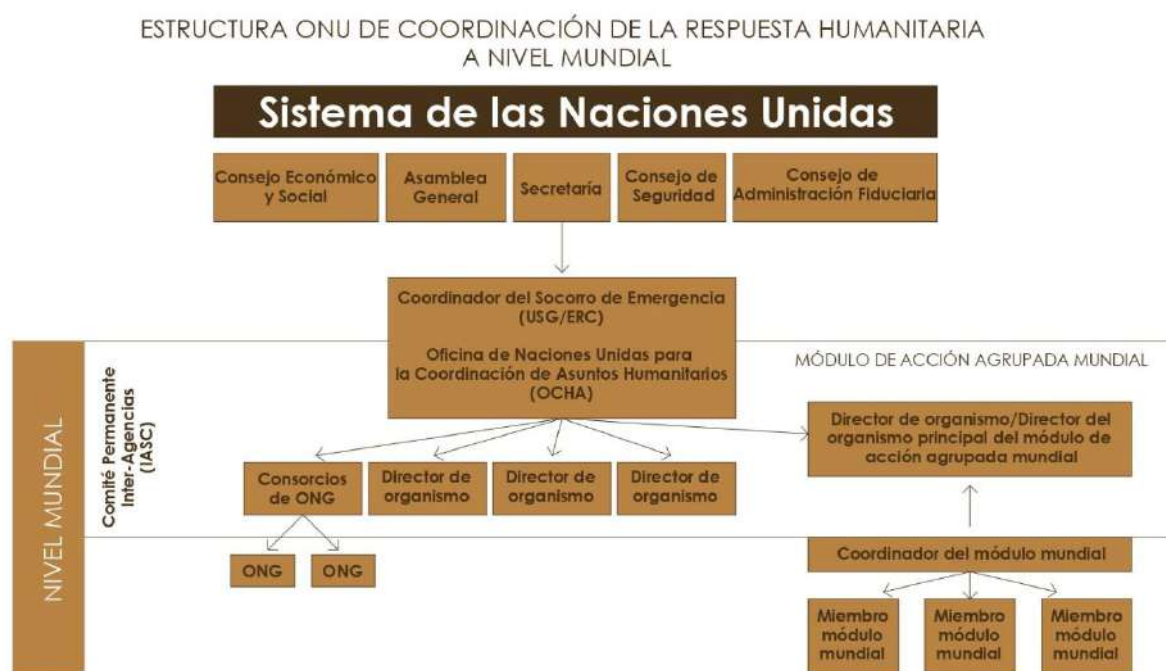 ESTRUCTURA ONU DE COORDINACIÓN DE LA RESPUESTA HUMANITARIA
A NIVEL MUNDIAL
Sistema de las Naciones Unidas
Consejo Económico
y Social
Asamblea
General
Secretaría
Consejo de
Seguridad
Consejo de
Administración Fiduciaria
Coordinador del Socorro de Emergencia
(USG/ERC)
Oficina de Naciones Unidas para
la Coordinación de Asuntos Humanitarios
(OCHA)
NIVEL MUNDIAL
Comité Permanente
Inter-Agencias
(IASC)
MÓDULO DE ACCIÓN AGRUPADA MUNDIAL
Director de organismo/Director del
organismo principal del módulo de
acción agrupada mundial
Consorcios
de ONG
Director de
organismo
Director de
organismo
Director de
organismo
ONG
ONG
Coordinador del módulo mundial
Miembro
módulo
mundial
Miembro
módulo
mundial
Miembro
módulo
mundial